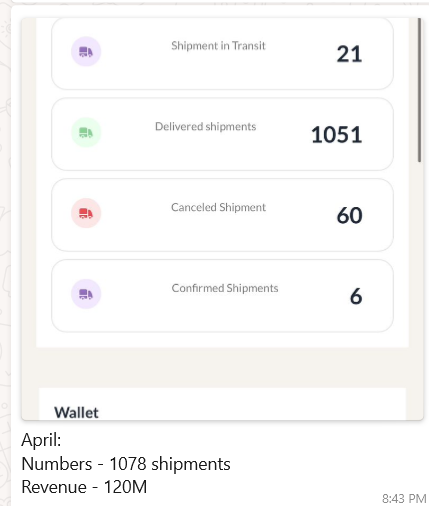 Shipment in Transit
21
Delivered shipments
1051
Canceled Shipment
60
Confirmed Shipments
6
Wallet
April:
Numbers - 1078 shipments
Revenue - 120M
8:43 PM